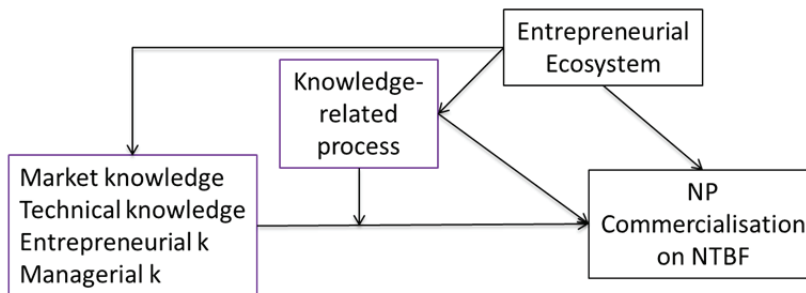 Entrepreneurial
Ecosystem
Knowledge-
related
process
Market knowledge
Technical knowledge
Entrepreneurial k
Managerial k
NP
Commercialisation
on NTBF